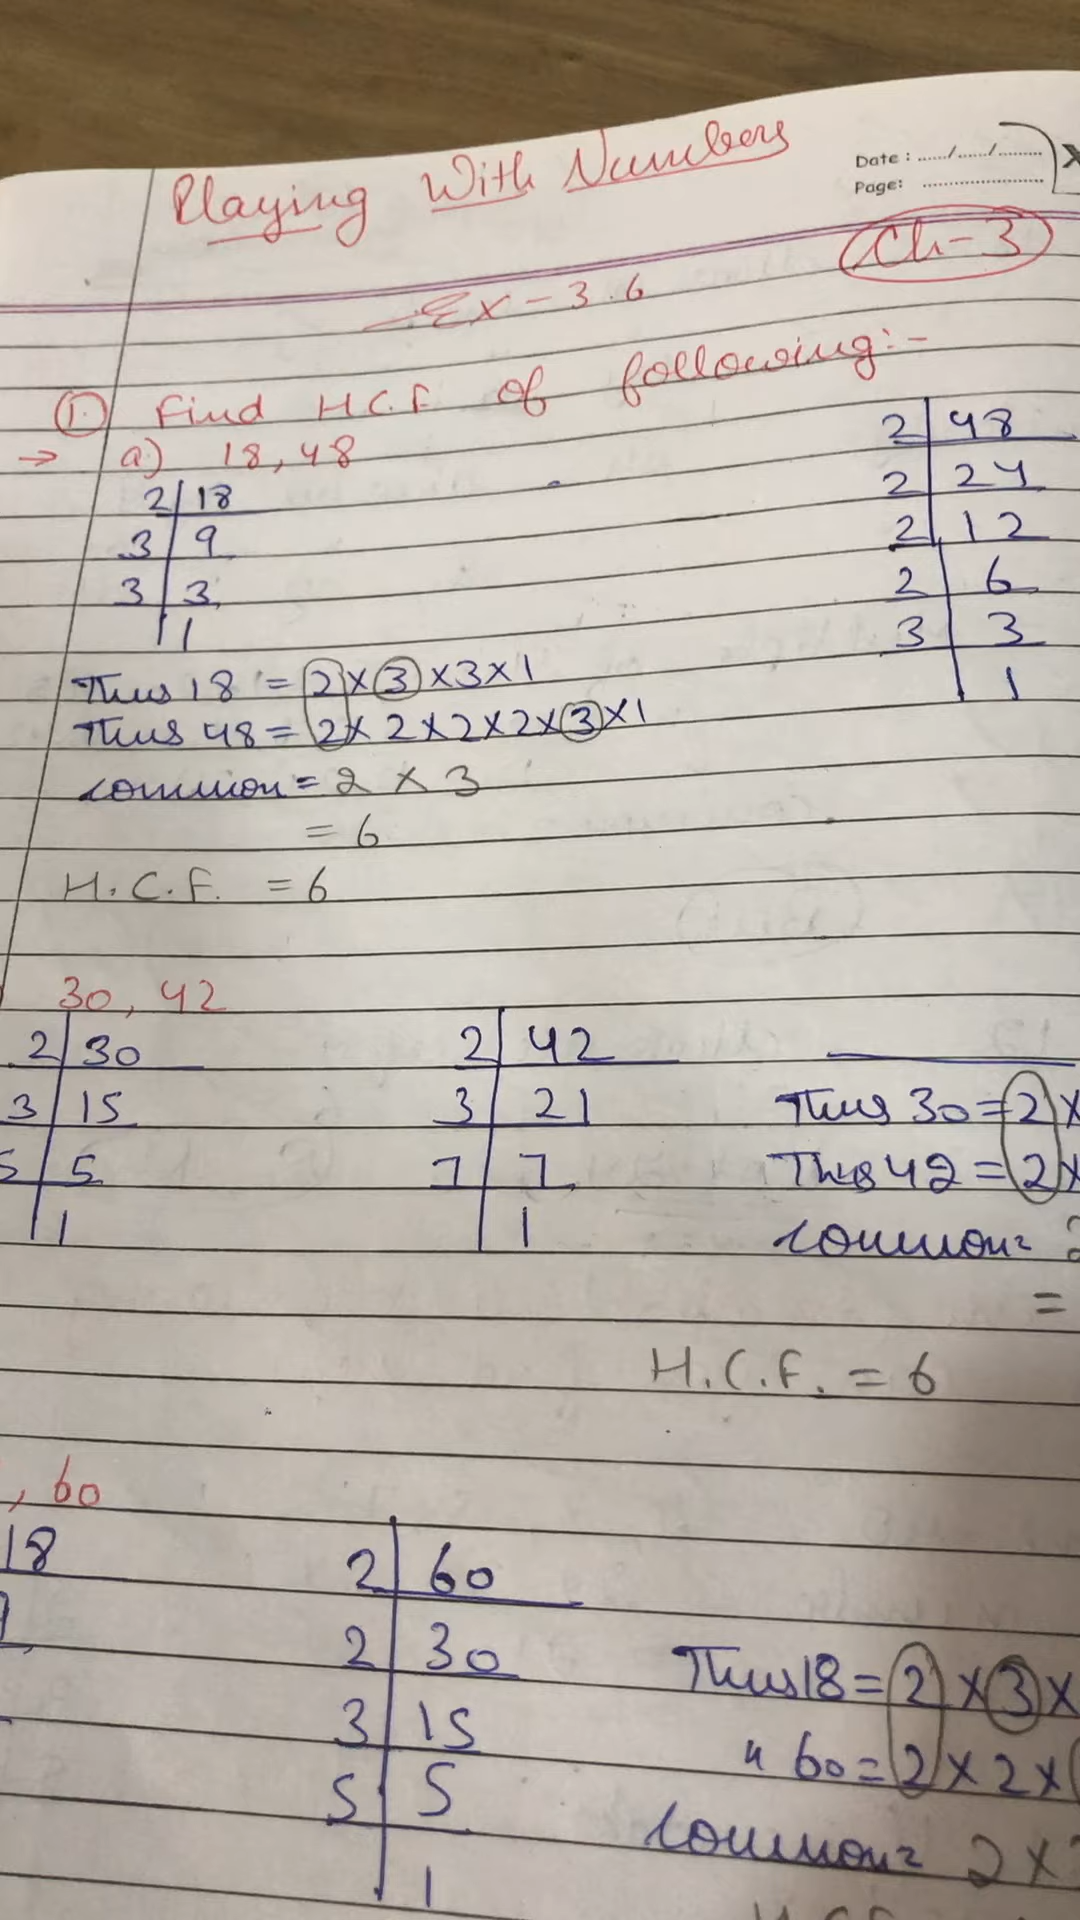 Playing With Numbers
Date : ....../....../.........
Page: ...........................
X
Ch-3
Ex - 3.6
1. Find H.C.F of following:-
→ a) 18, 48
2 | 18
3 | 9
3 | 3
| 1
2 | 48
2 | 24
2 | 12
2 | 6
3 | 3
| 1
Thus 18 = 2 × 3 × 3 × 1
Thus 48 = 2 × 2 × 2 × 2 × 3 × 1
common = 2 × 3
= 6
H.C.F. = 6
30, 42
2 | 30
3 | 15
5 | 5
| 1
2 | 42
3 | 21
7 | 7
| 1
Thus 30 = 2 ×
Thus 42 = 2 ×
common =
=
H.C.F. = 6
, 60
18
2 | 60
2 | 30
3 | 15
5 | 5
| 1
Thus 18 = 2 × 3 ×
" 60 = 2 × 2 ×
common = 2 ×